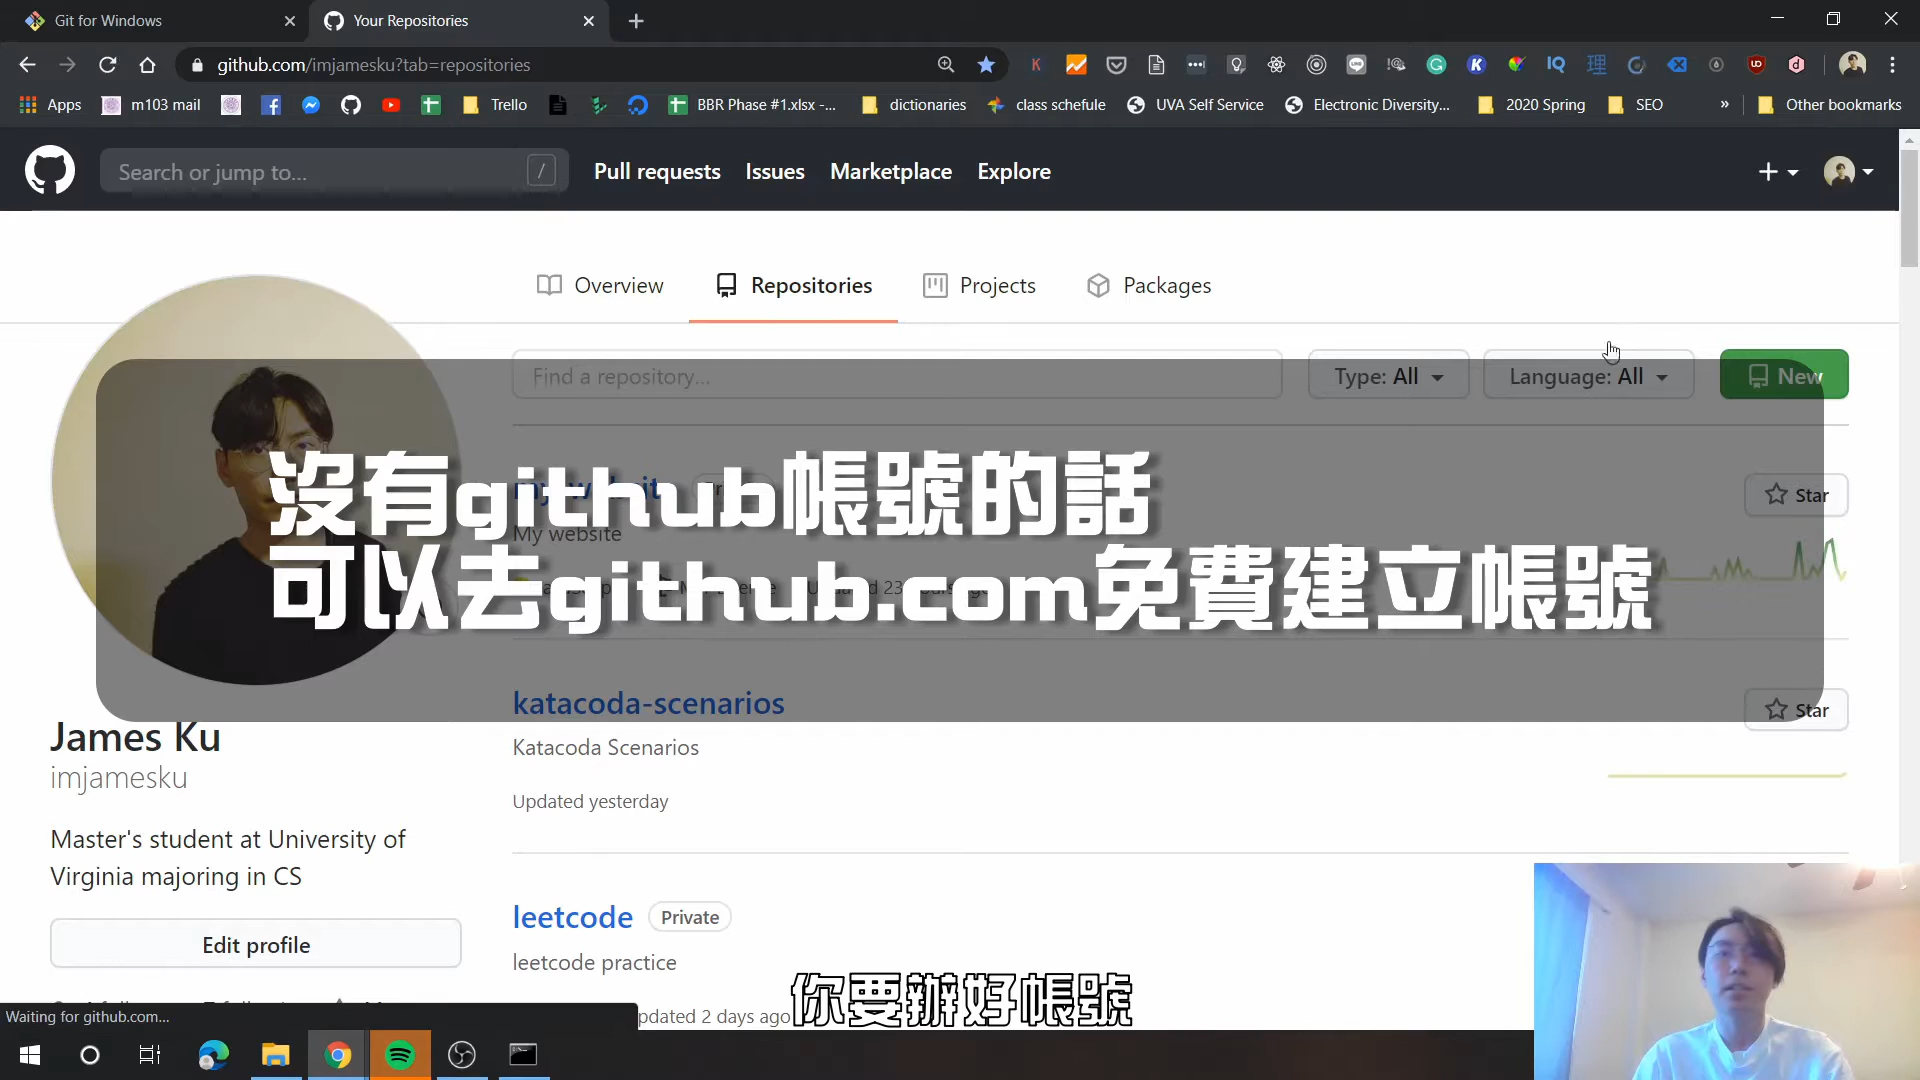 Git for Windows
Your Repositories
github.com/imjamesku?tab=repositories
Apps
m103 mail
Trello
BBR Phase #1.xlsx -...
dictionaries
class schefule
UVA Self Service
Electronic Diversity...
2020 Spring
SEO
»
Other bookmarks
Search or jump to...
/
Pull requests
Issues
Marketplace
Explore
Overview
Repositories
Projects
Packages
Find a repository...
Type: All
Language: All
New
沒有github帳號的話
可以去github.com免費建立帳號
Star
My website
katacoda-scenarios
Star
Katacoda Scenarios
Updated yesterday
James Ku
imjamesku
Master's student at University of
Virginia majoring in CS
Edit profile
leetcode
Private
leetcode practice
你要辦好帳號
pdated 2 days ago
Waiting for github.com...